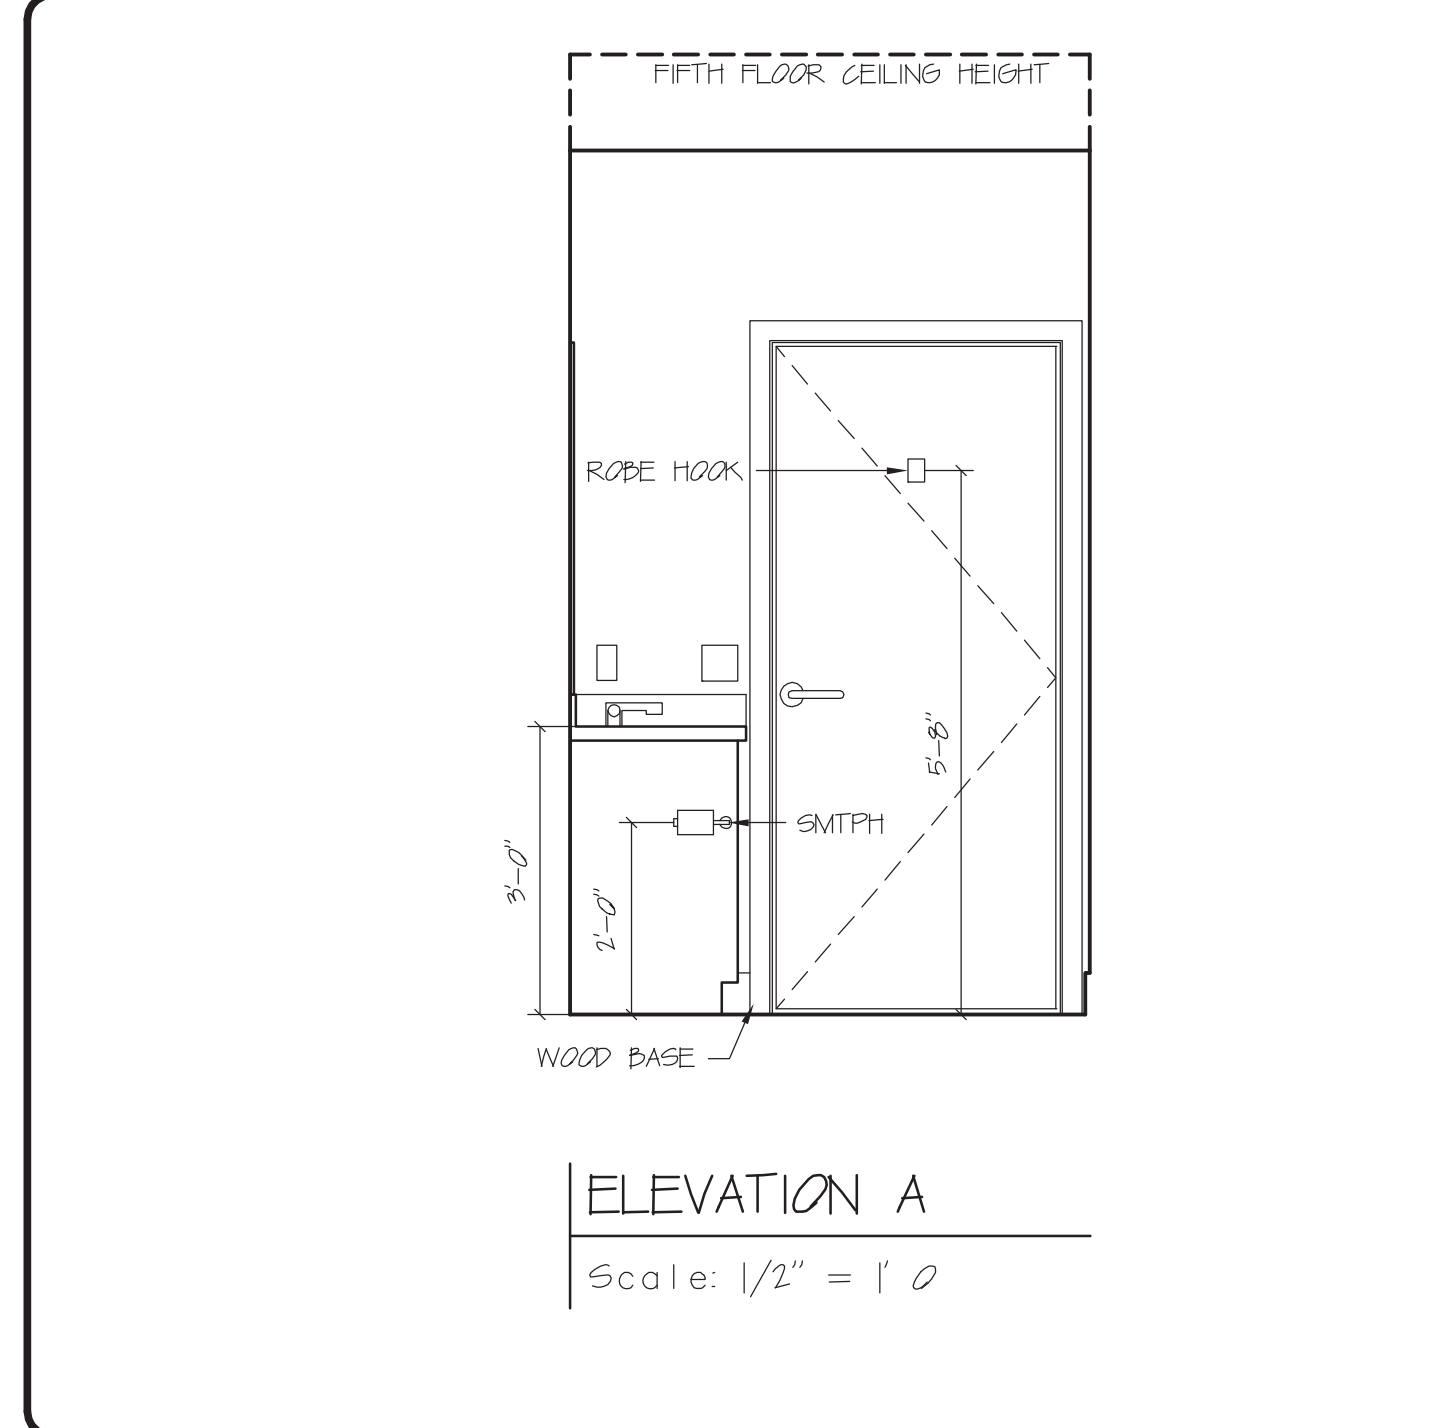 FIFTH FLOOR CEILING HEIGHT
ROBE HOOK
5'-8"
SMTPH
3'-0"
2'-0"
WOOD BASE
ELEVATION A
Scale: 1/2" = 1' 0